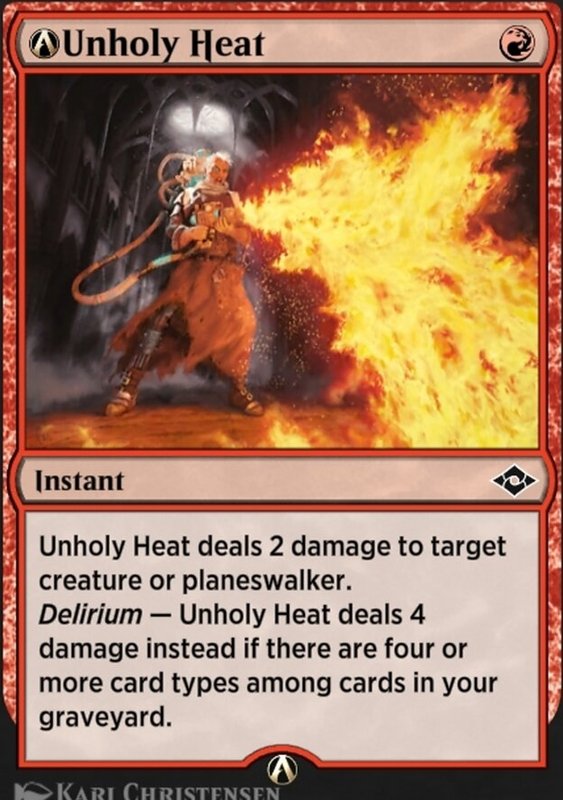 Unholy Heat
Instant
Unholy Heat deals 2 damage to target
creature or planeswalker.
Delirium — Unholy Heat deals 4
damage instead if there are four or
more card types among cards in your
graveyard.
KARI CHRISTENSEN